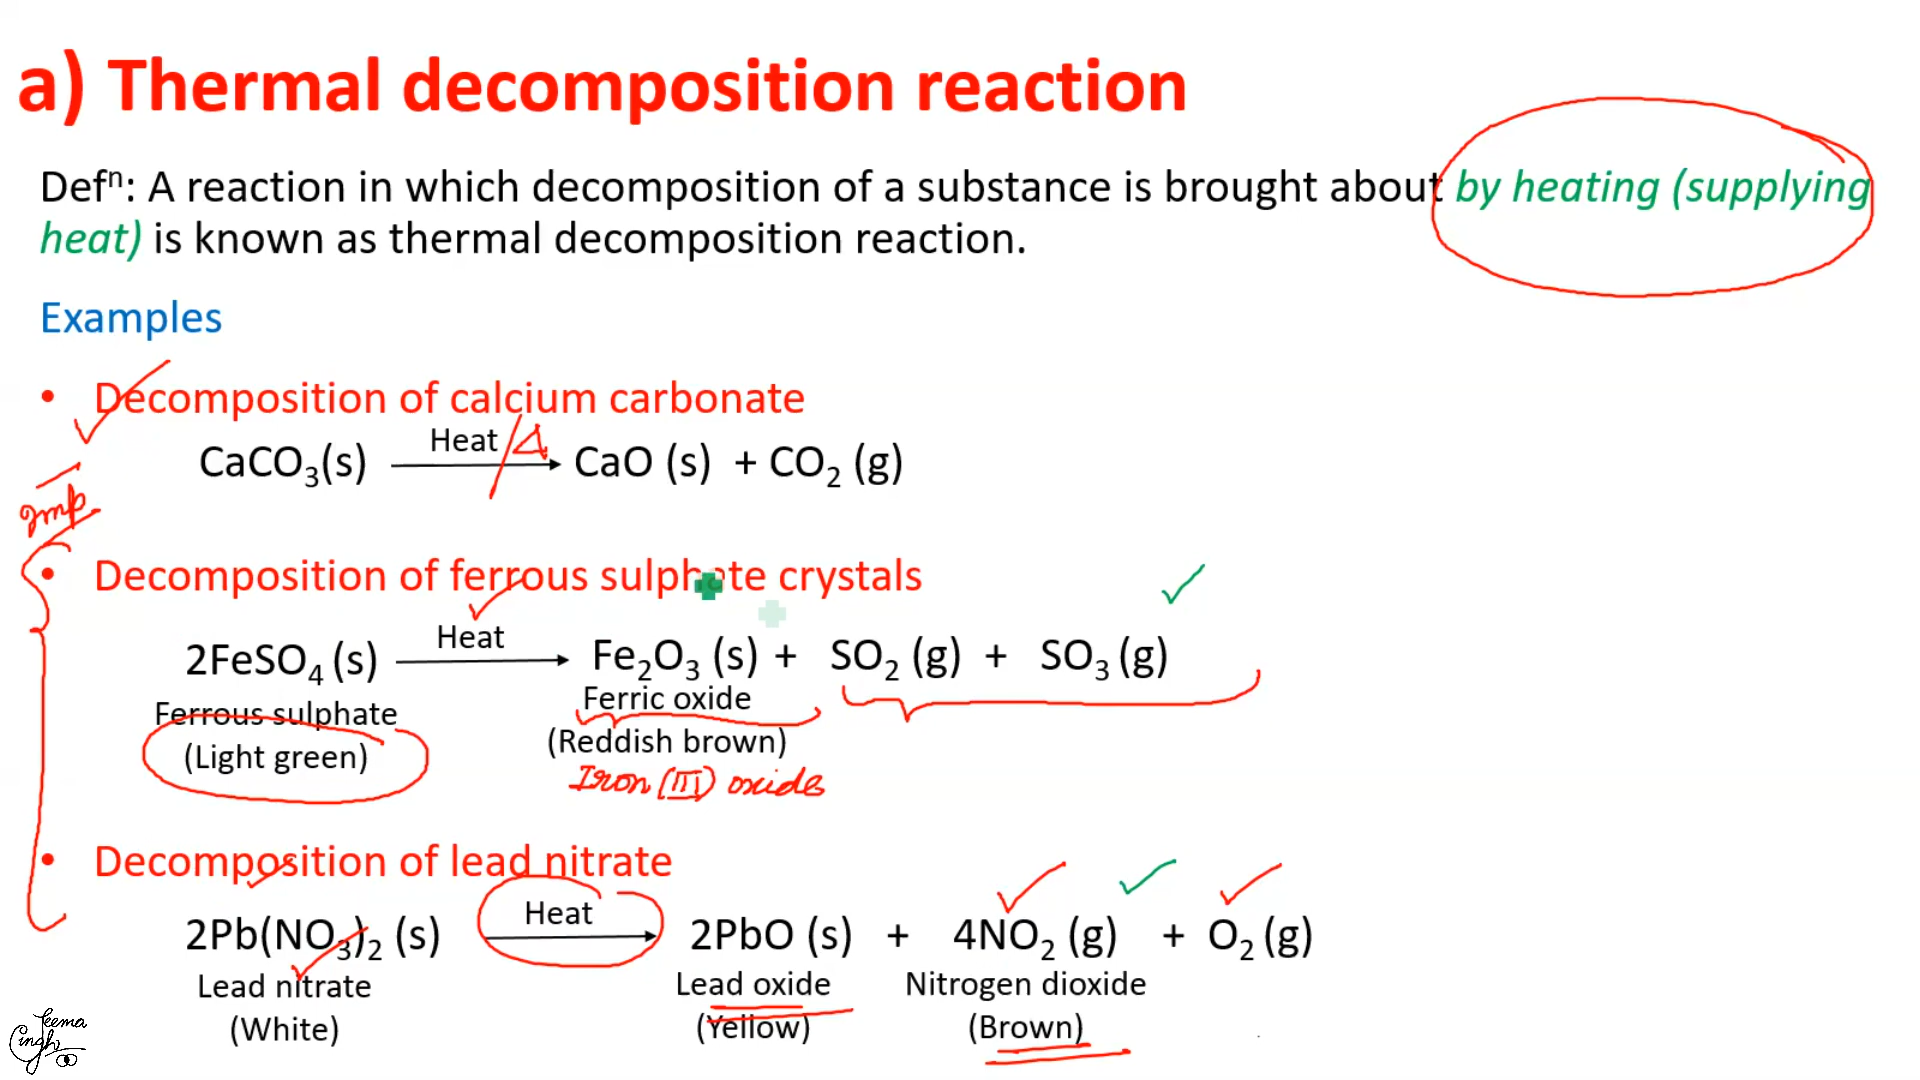 a) Thermal decomposition reaction
Defⁿ: A reaction in which decomposition of a substance is brought about by heating (supplying
heat) is known as thermal decomposition reaction.
Examples
• Decomposition of calcium carbonate
Heat /Δ
CaCO₃(s) → CaO (s) + CO₂ (g)
Imp
• Decomposition of ferrous sulphate crystals
Heat
2FeSO₄ (s) → Fe₂O₃ (s) + SO₂ (g) + SO₃ (g)
Ferrous sulphate Ferric oxide
(Light green) (Reddish brown)
Iron (III) oxide
• Decomposition of lead nitrate
Heat
2Pb(NO₃)₂ (s) → 2PbO (s) + 4NO₂ (g) + O₂ (g)
Lead nitrate Lead oxide Nitrogen dioxide
(White) (Yellow) (Brown)
Jeema
Singh